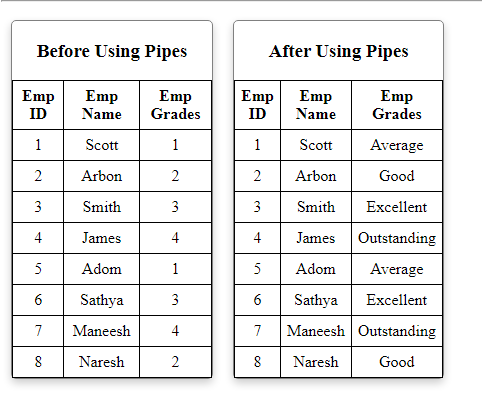 Before Using Pipes
Emp ID Emp Name Emp Grades
1 Scott 1
2 Arbon 2
3 Smith 3
4 James 4
5 Adom 1
6 Sathya 3
7 Maneesh 4
8 Naresh 2
After Using Pipes
Emp ID Emp Name Emp Grades
1 Scott Average
2 Arbon Good
3 Smith Excellent
4 James Outstanding
5 Adom Average
6 Sathya Excellent
7 Maneesh Outstanding
8 Naresh Good